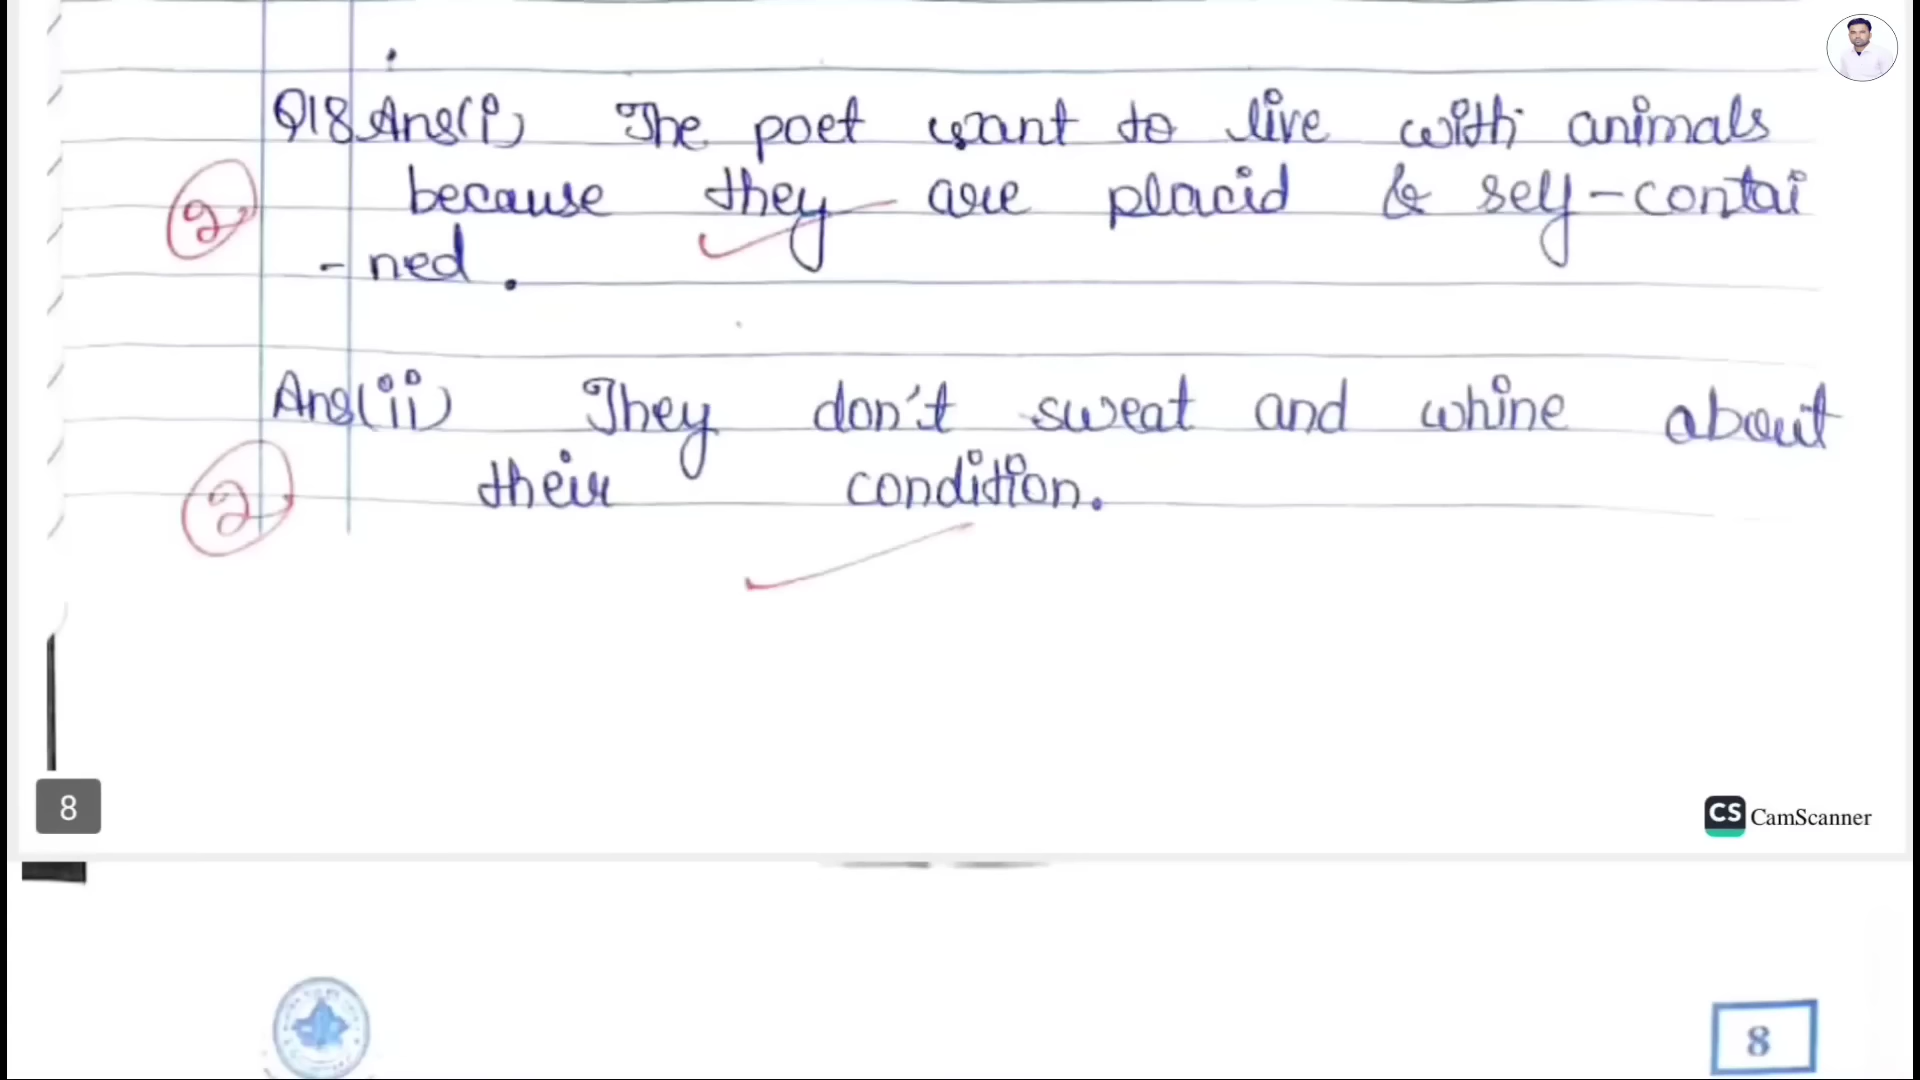 Q18 Ans(i) The poet want to live with animals
because they are placid & self-contai
- ned.
2
Ans(ii) They don't sweat and whine about
their condition.
2
8
CS CamScanner
8